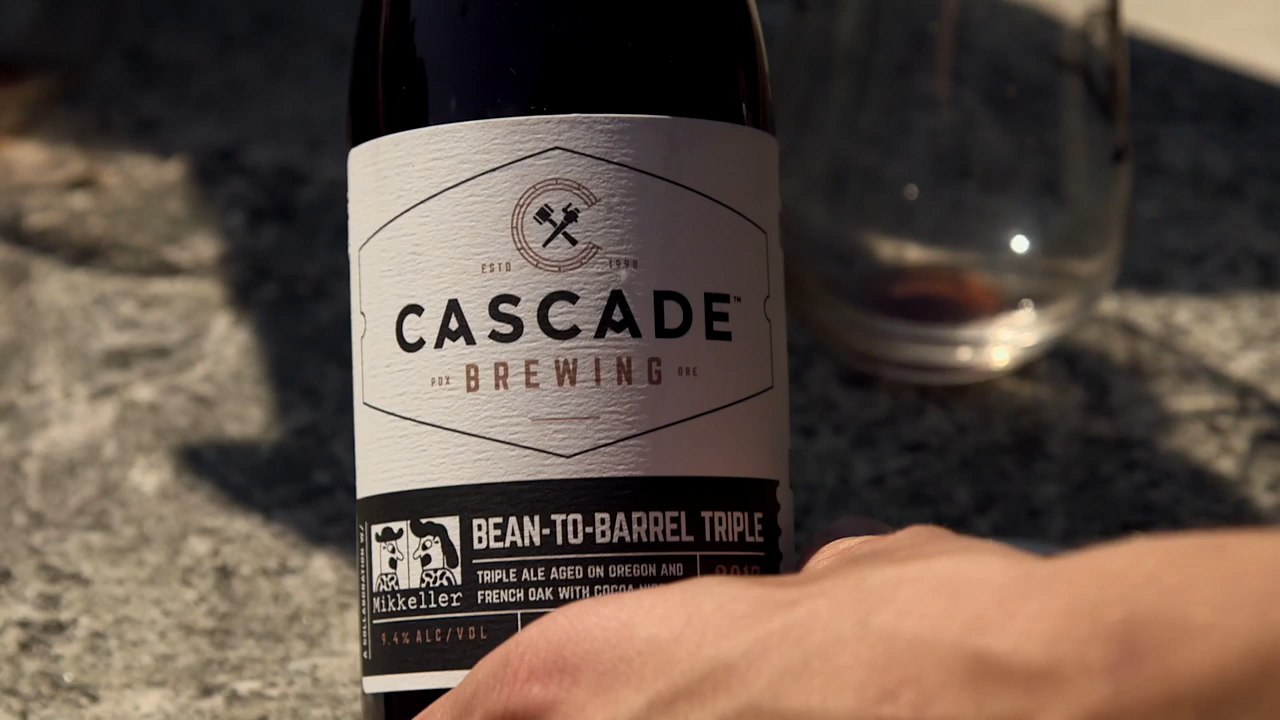 ESTD 1998
CASCADE™
PDX BREWING ORE
BEAN-TO-BARREL TRIPLE
TRIPLE ALE AGED ON OREGON AND
FRENCH OAK WITH COCOA
Mikkeller
A COLLABORATION W/
9.4% ALC/VOL